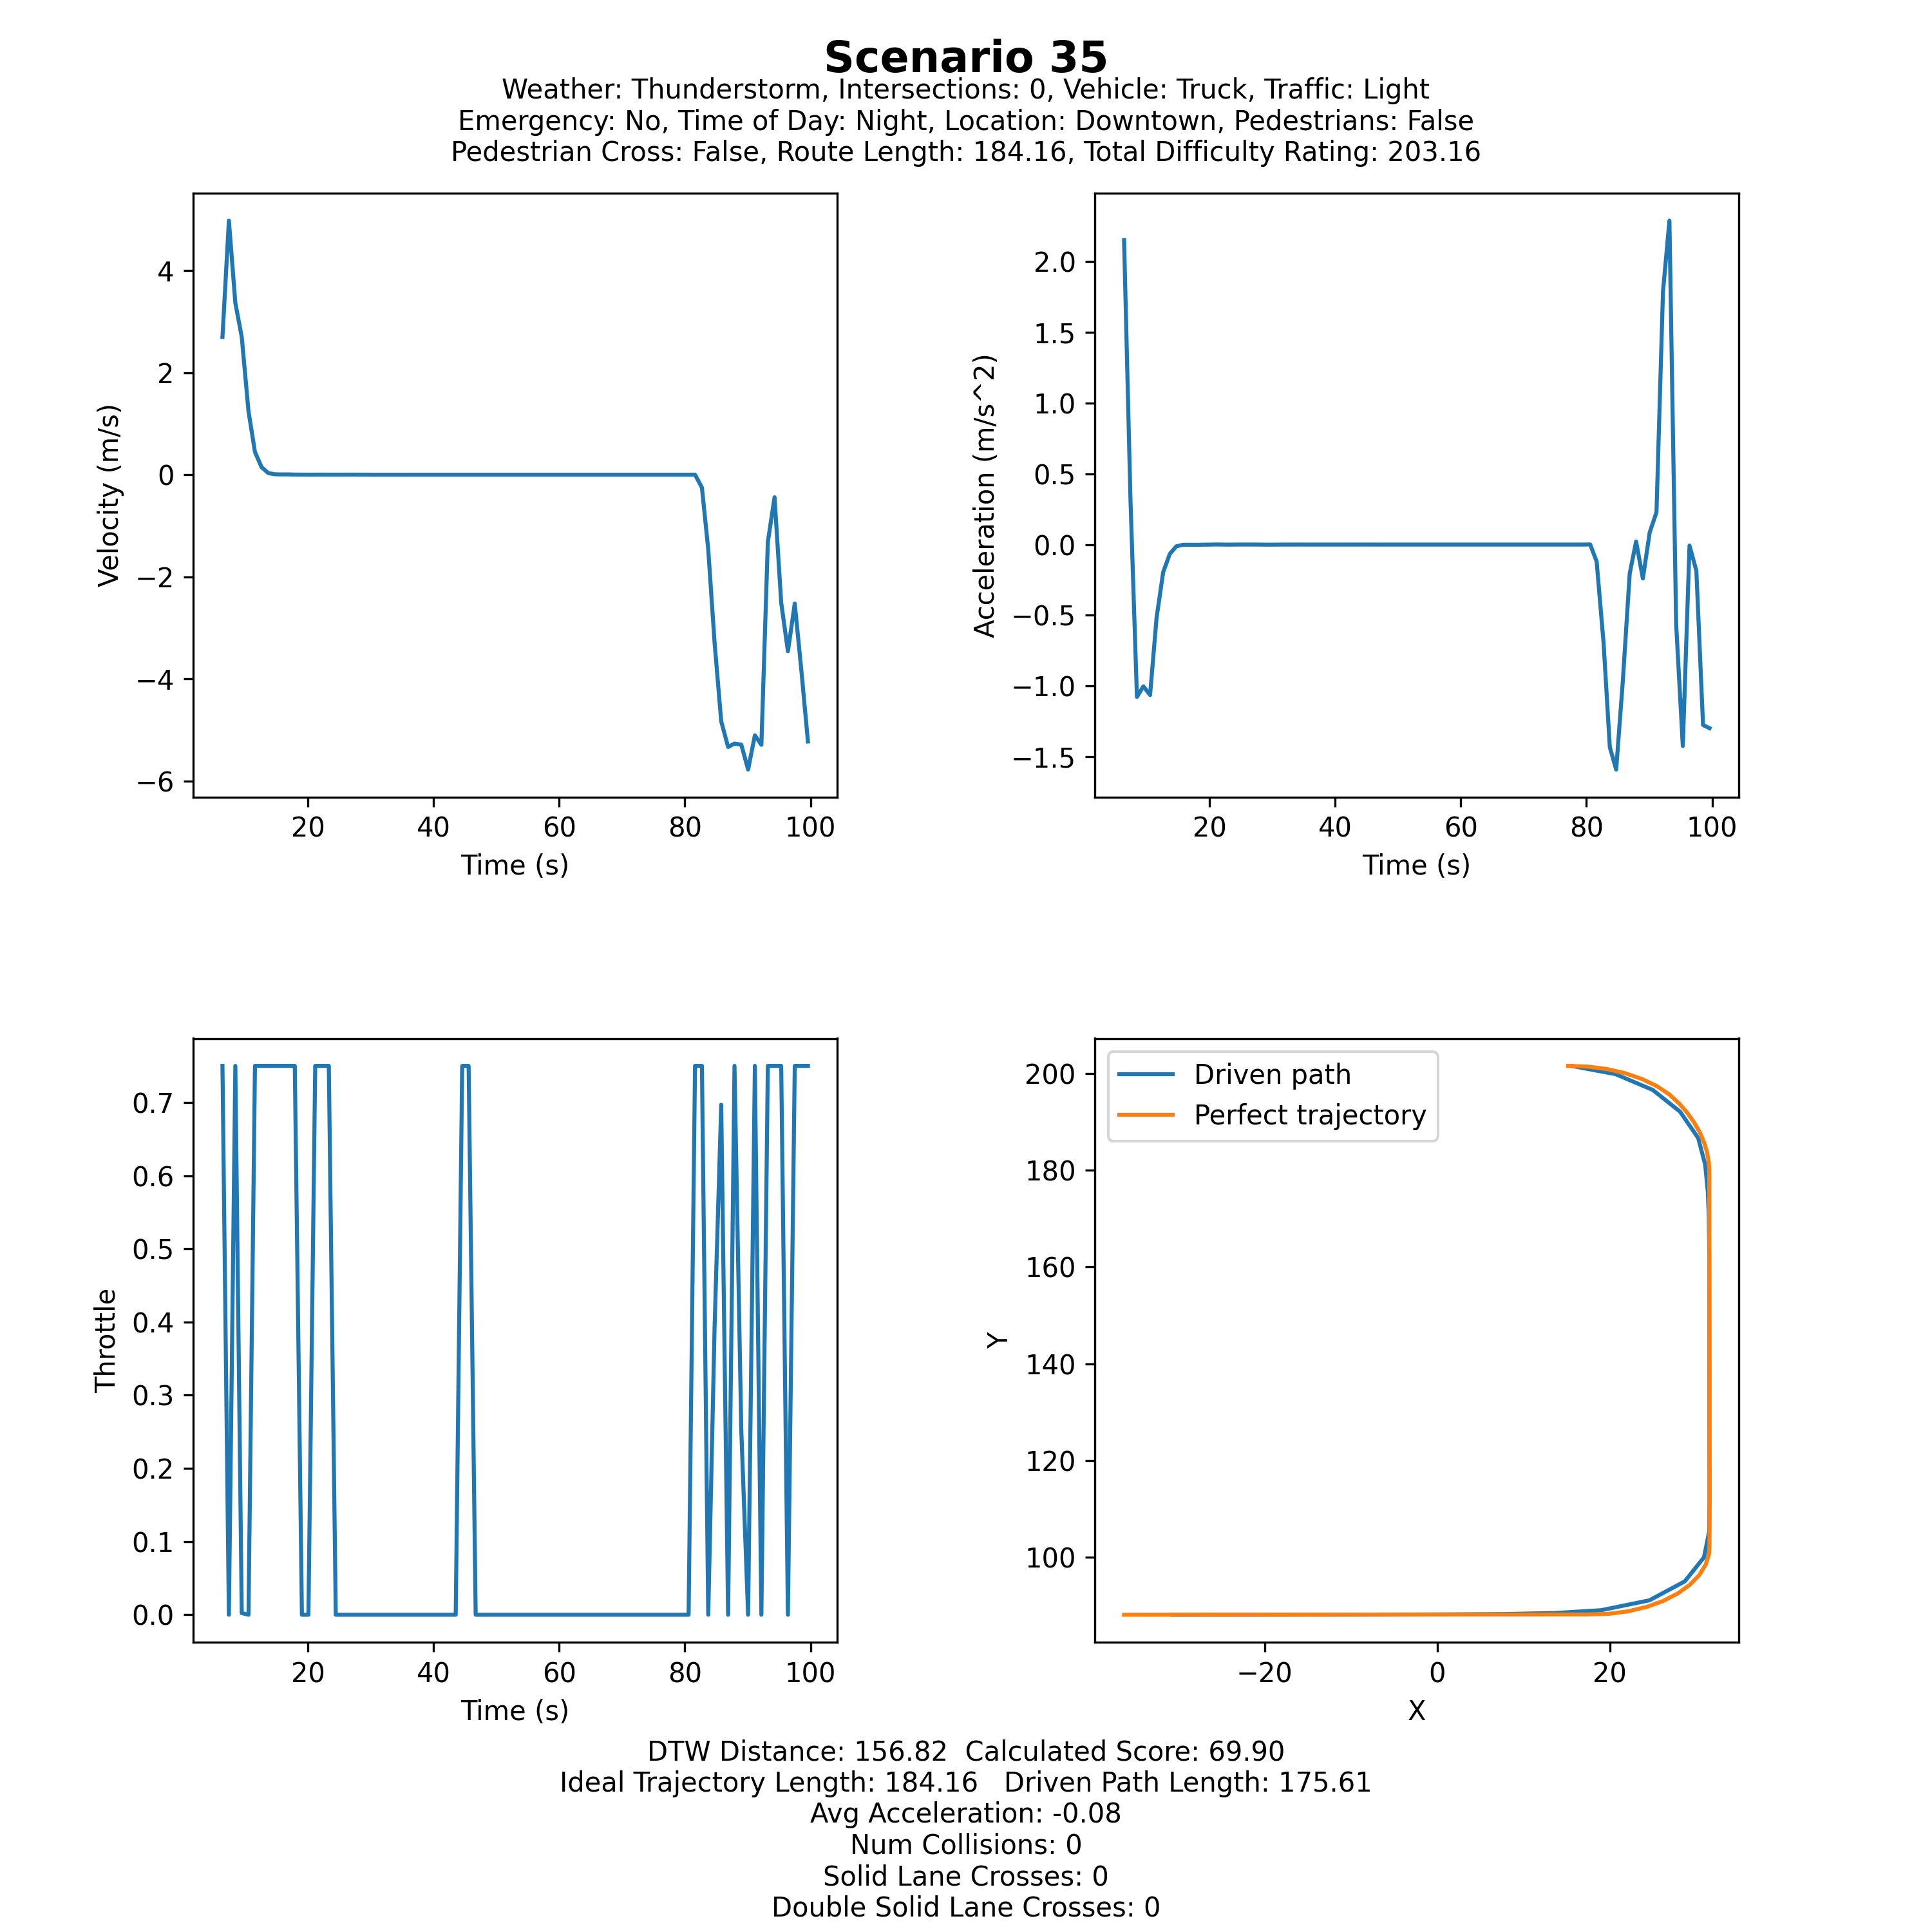 Scenario 35
Weather: Thunderstorm, Intersections: 0, Vehicle: Truck, Traffic: Light
Emergency: No, Time of Day: Night, Location: Downtown, Pedestrians: False
Pedestrian Cross: False, Route Length: 184.16, Total Difficulty Rating: 203.16
Velocity (m/s)
4
2
0
−2
−4
−6
20 40 60 80 100
Time (s)
Acceleration (m/s^2)
2.0
1.5
1.0
0.5
0.0
−0.5
−1.0
−1.5
20 40 60 80 100
Time (s)
Throttle
0.7
0.6
0.5
0.4
0.3
0.2
0.1
0.0
20 40 60 80 100
Time (s)
Driven path
Perfect trajectory
Y
200
180
160
140
120
100
−20 0 20
X
DTW Distance: 156.82  Calculated Score: 69.90
Ideal Trajectory Length: 184.16   Driven Path Length: 175.61
Avg Acceleration: -0.08
Num Collisions: 0
Solid Lane Crosses: 0
Double Solid Lane Crosses: 0